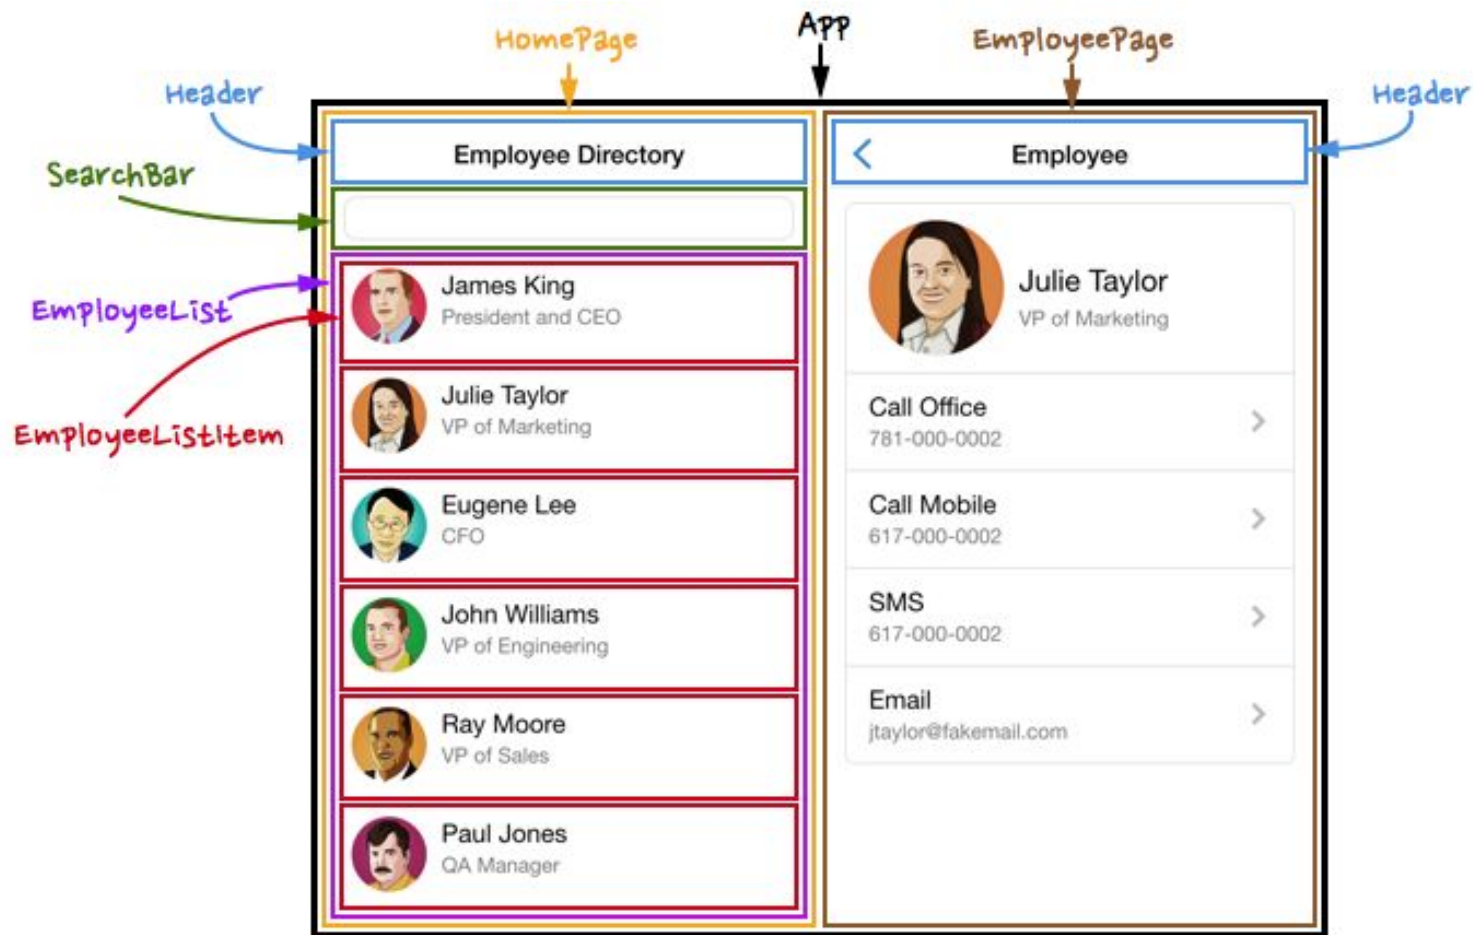 HomePage
App
EmployeePage
Header
Header
SearchBar
EmployeeList
EmployeeListItem
Employee Directory
James King
President and CEO
Julie Taylor
VP of Marketing
Eugene Lee
CFO
John Williams
VP of Engineering
Ray Moore
VP of Sales
Paul Jones
QA Manager
Employee
Julie Taylor
VP of Marketing
Call Office
781-000-0002
Call Mobile
617-000-0002
SMS
617-000-0002
Email
jtaylor@fakemail.com